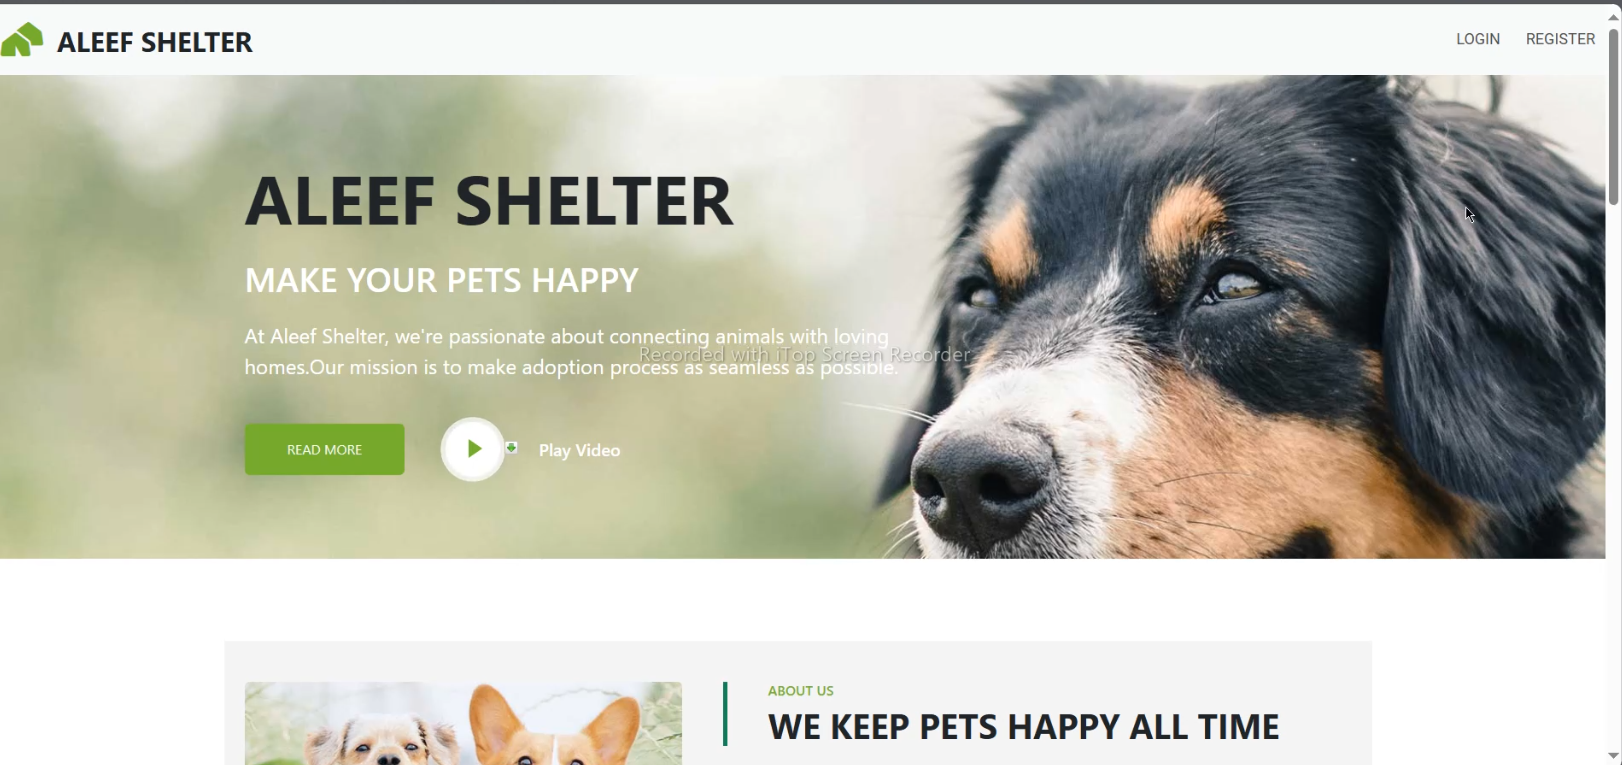 ALEEF SHELTER
LOGIN
REGISTER
ALEEF SHELTER
MAKE YOUR PETS HAPPY
At Aleef Shelter, we're passionate about connecting animals with loving
homes.Our mission is to make adoption process as seamless as possible.
Recorded with iTop Screen Recorder
READ MORE
Play Video
ABOUT US
WE KEEP PETS HAPPY ALL TIME